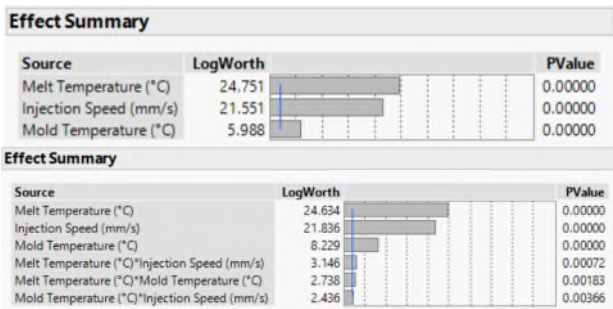 Effect Summary
Source LogWorth PValue
Melt Temperature (°C) 24.751 0.00000
Injection Speed (mm/s) 21.551 0.00000
Mold Temperature (°C) 5.988 0.00000
Effect Summary
Source LogWorth PValue
Melt Temperature (°C) 24.634 0.00000
Injection Speed (mm/s) 21.836 0.00000
Mold Temperature (°C) 8.229 0.00000
Melt Temperature (°C)*Injection Speed (mm/s) 3.146 0.00072
Melt Temperature (°C)*Mold Temperature (°C) 2.738 0.00183
Mold Temperature (°C)*Injection Speed (mm/s) 2.436 0.00366